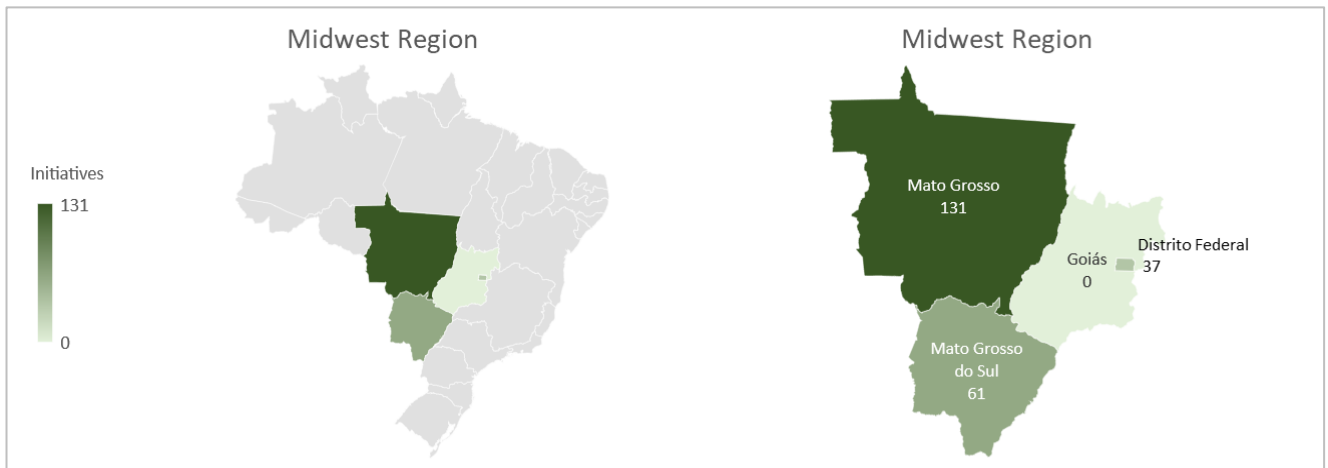 Midwest Region
Initiatives
131
0
Midwest Region
Mato Grosso
131
Goiás
0
Distrito Federal
37
Mato Grosso
do Sul
61